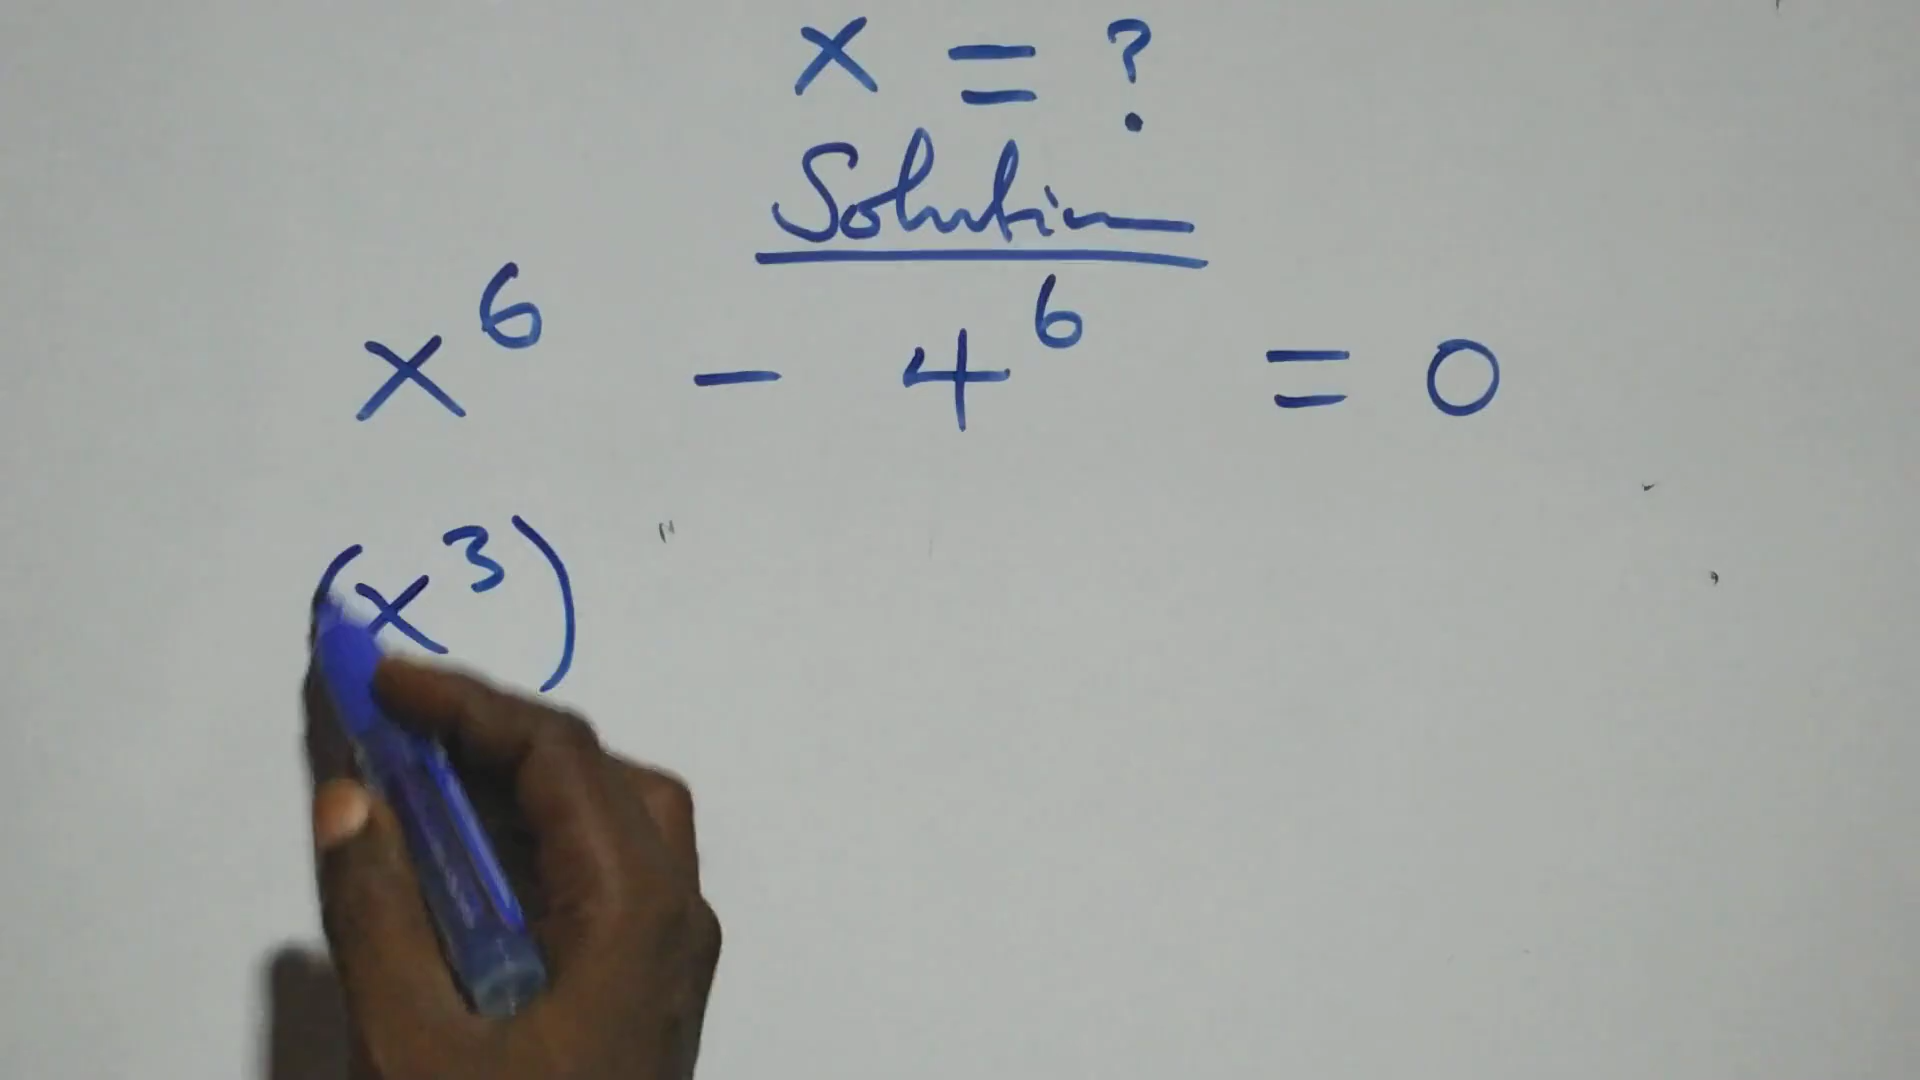 x = ?
Solution
x⁶ - 4⁶ = 0
(x³)